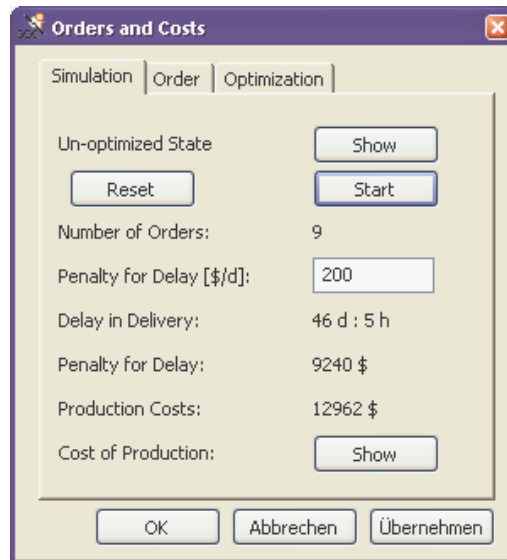 Orders and Costs
Simulation Order Optimization
Un-optimized State Show
Reset Start
Number of Orders: 9
Penalty for Delay [$/d]: 200
Delay in Delivery: 46 d : 5 h
Penalty for Delay: 9240 $
Production Costs: 12962 $
Cost of Production: Show
OK Abbrechen Übernehmen